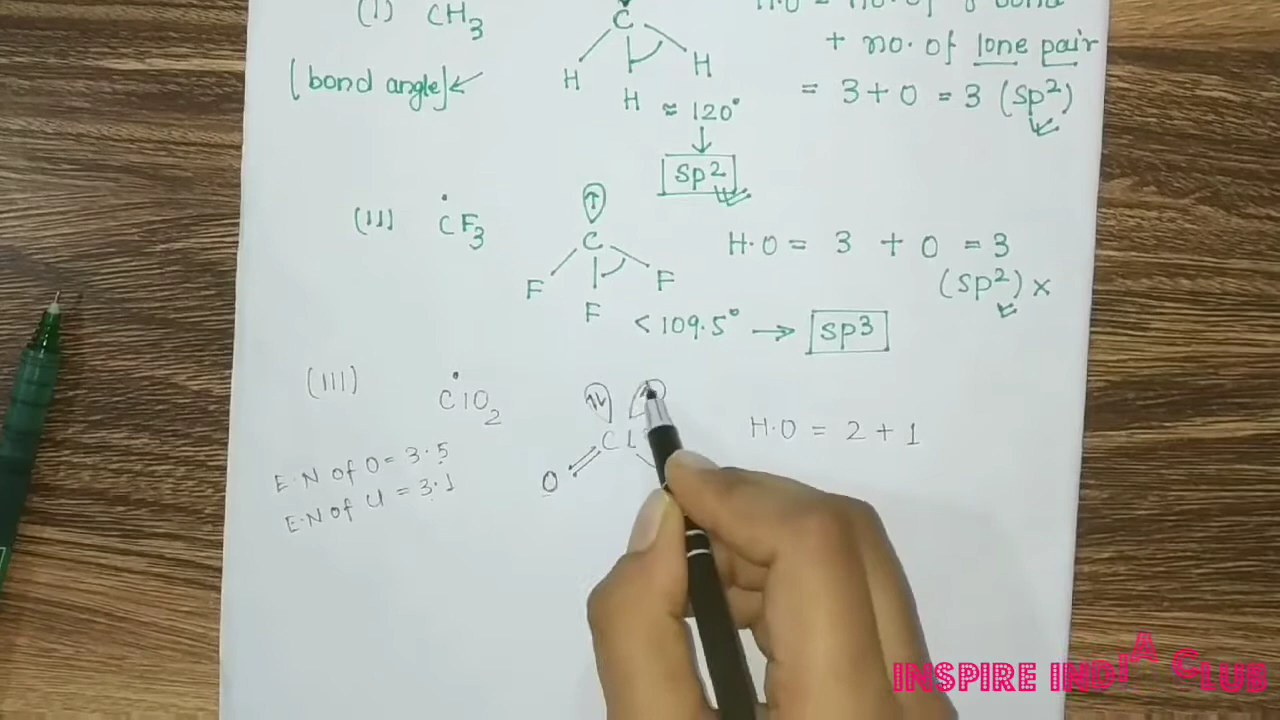 (I) CH3
[bond angle]
C
H H H
≈ 120°
sp2
+ no. of lone pair
= 3 + 0 = 3 (sp2)
(II) ĊF3
C
F F F
< 109.5° → sp3
H.O = 3 + 0 = 3
(sp2) ×
(III) ĊlO2
O Cl
H.O = 2 + 1
E.N of O = 3.5
E.N of Cl = 3.1
INSPIRE INDIA CLUB